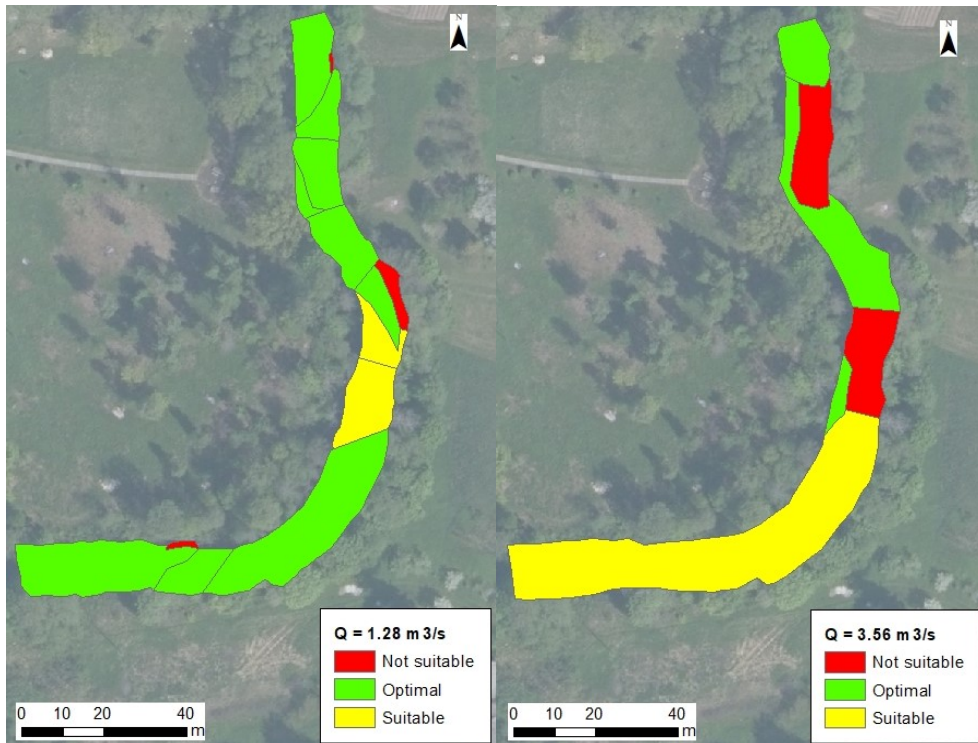 N
N
Q = 1.28 m 3/s
Not suitable
Optimal
Suitable
0 10 20 40
m
Q = 3.56 m 3/s
Not suitable
Optimal
Suitable
0 10 20 40
m